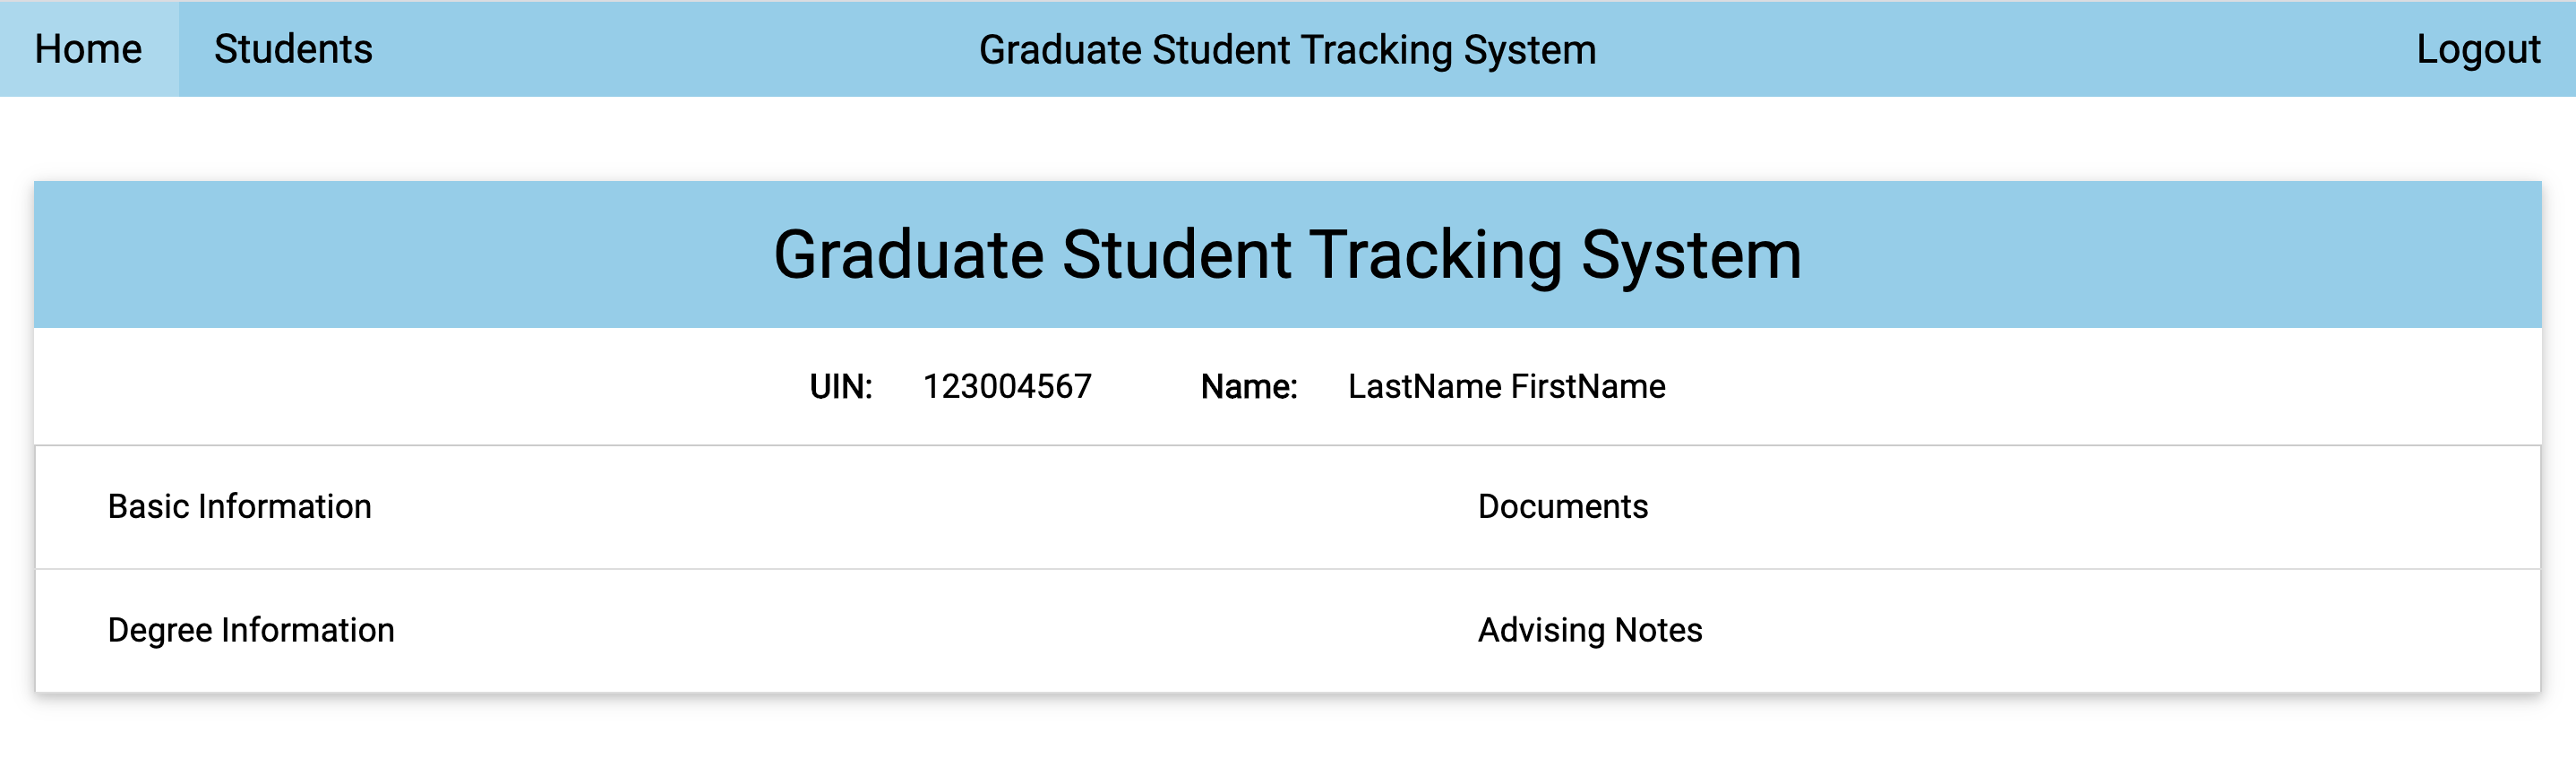 Home Students Graduate Student Tracking System Logout
Graduate Student Tracking System
UIN: 123004567 Name: LastName FirstName
Basic Information Documents
Degree Information Advising Notes